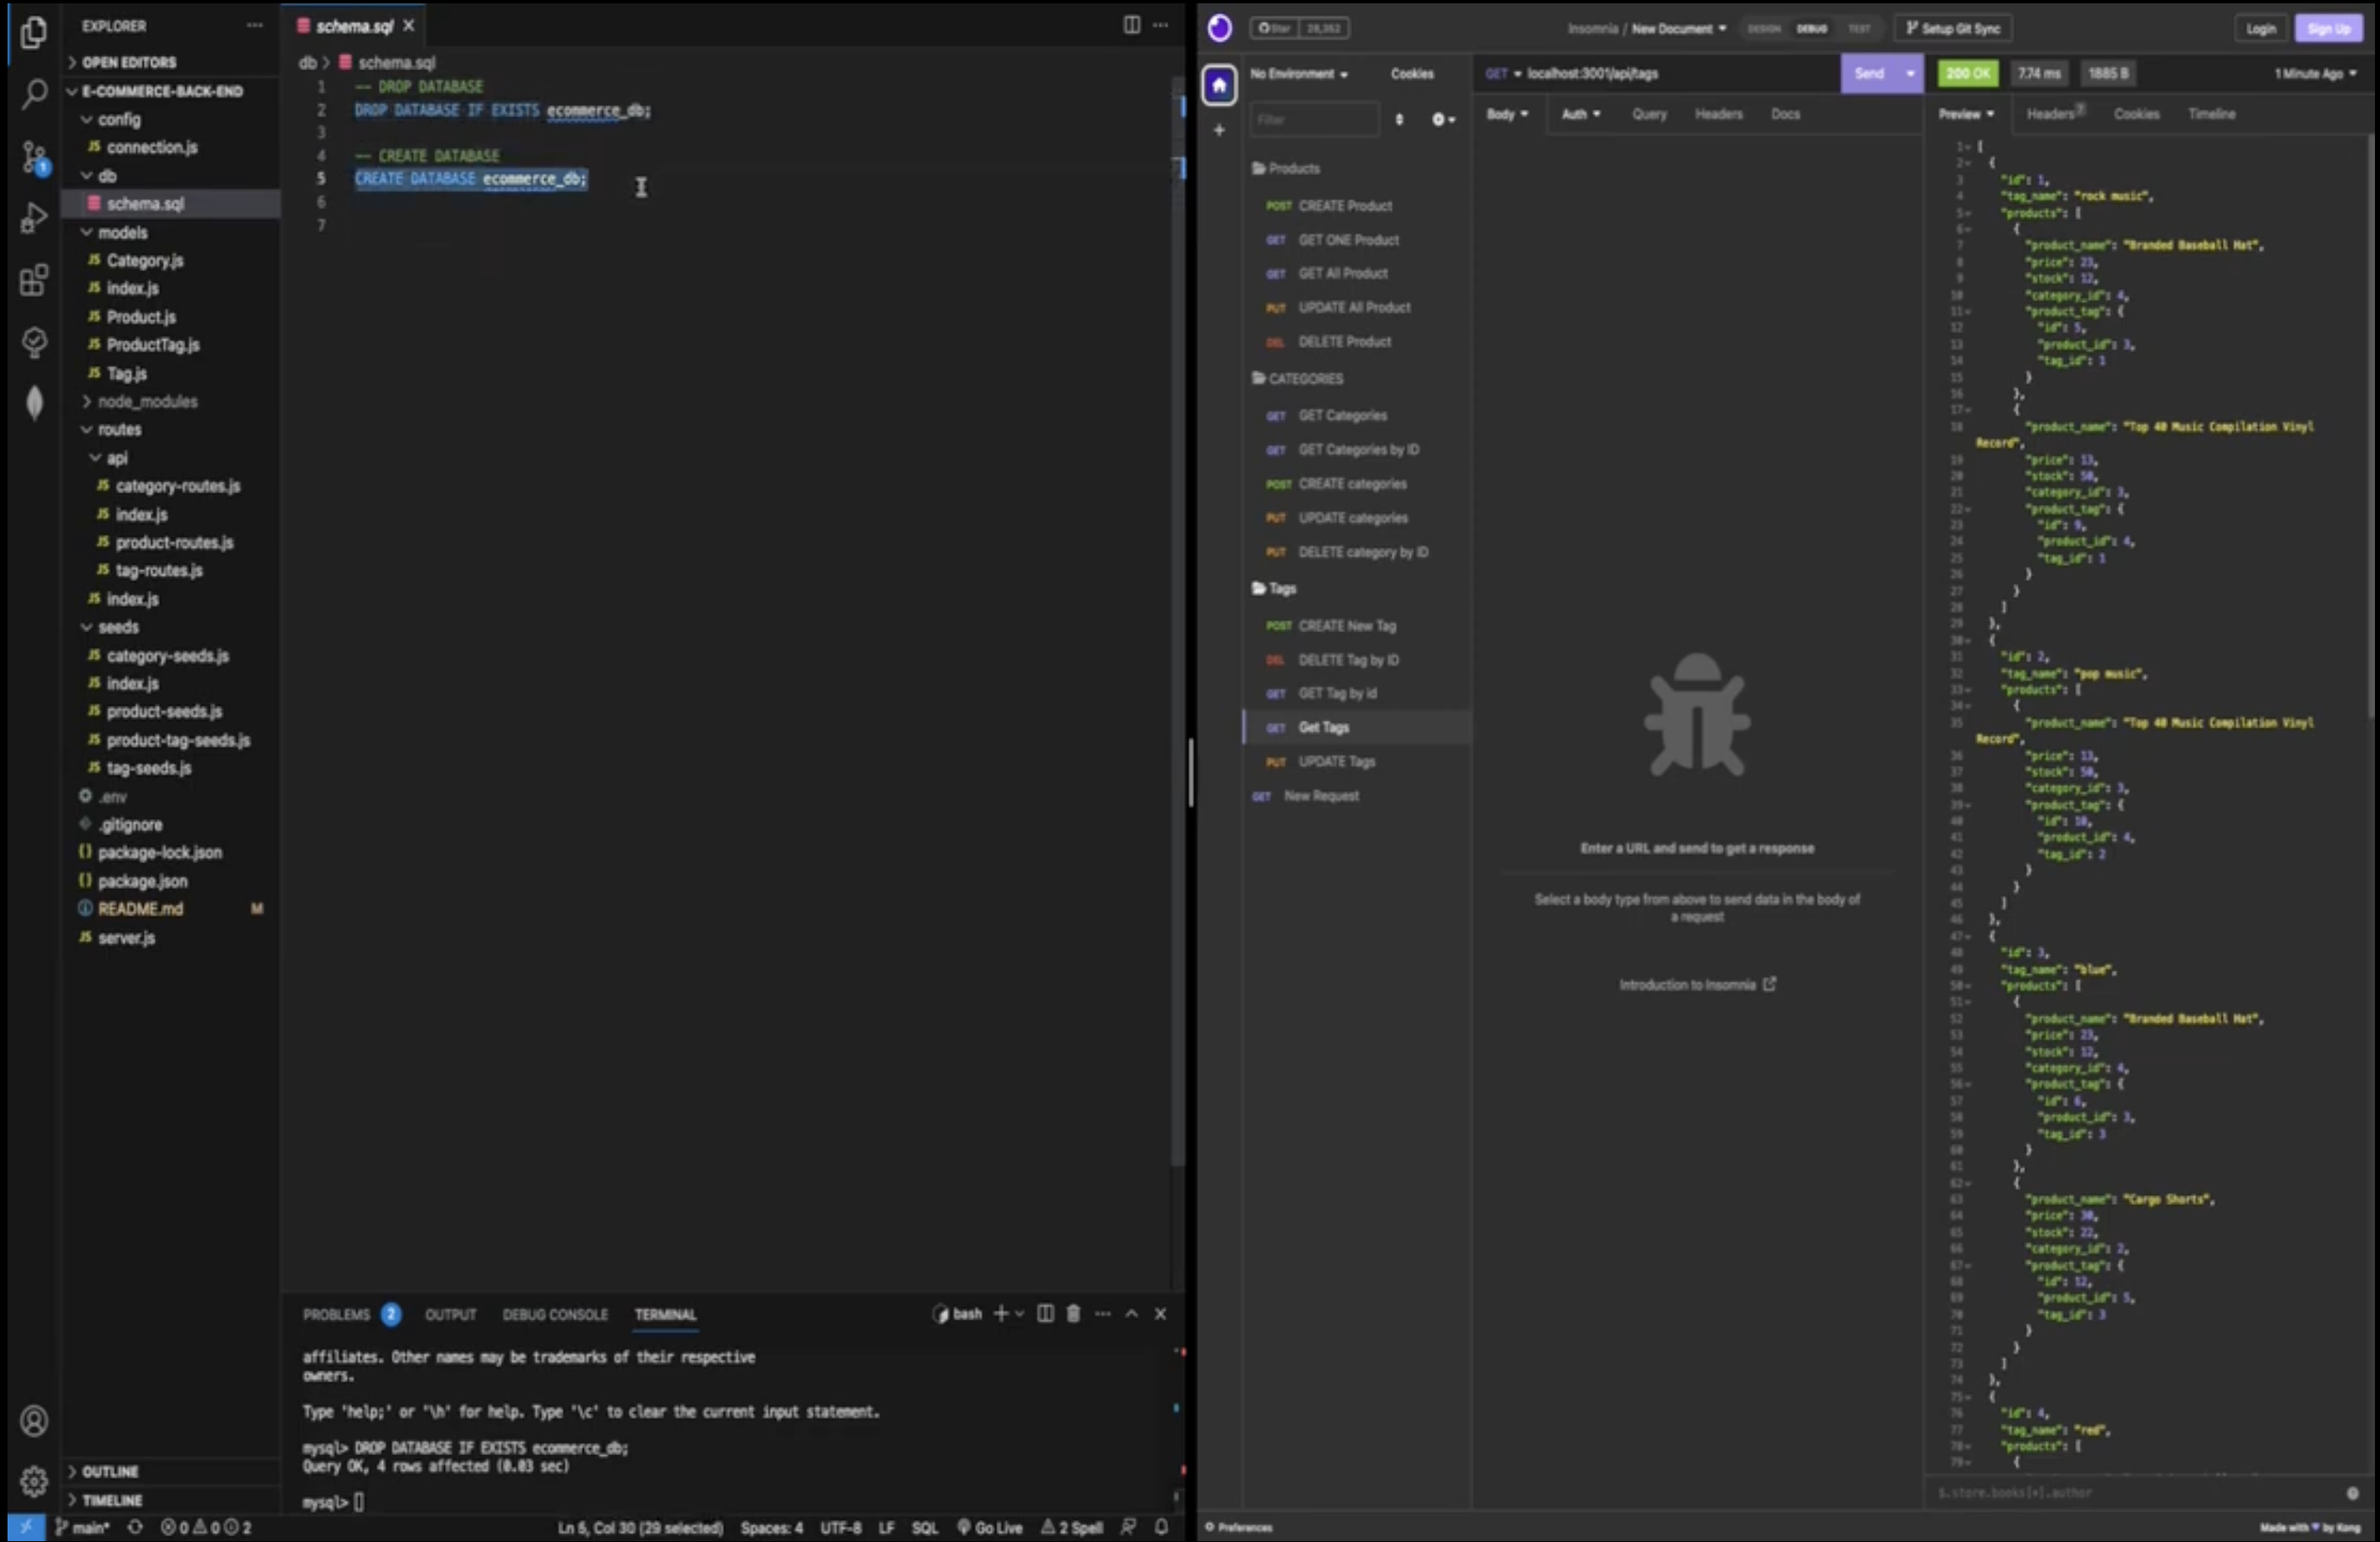 EXPLORER
OPEN EDITORS
E-COMMERCE-BACK-END
config
JS connection.js
db
schema.sql
models
JS Category.js
JS index.js
JS Product.js
JS ProductTag.js
JS Tag.js
node_modules
routes
api
JS category-routes.js
JS index.js
JS product-routes.js
JS tag-routes.js
JS index.js
seeds
JS category-seeds.js
JS index.js
JS product-seeds.js
JS product-tag-seeds.js
JS tag-seeds.js
.env
.gitignore
{} package-lock.json
{} package.json
README.md M
JS server.js
OUTLINE
TIMELINE
schema.sql
db > schema.sql
1 -- DROP DATABASE
2 DROP DATABASE IF EXISTS ecommerce_db;
3
4 -- CREATE DATABASE
5 CREATE DATABASE ecommerce_db;
6
7
PROBLEMS 2 OUTPUT DEBUG CONSOLE TERMINAL bash
affiliates. Other names may be trademarks of their respective
owners.
Type 'help;' or '\h' for help. Type '\c' to clear the current input statement.
mysql> DROP DATABASE IF EXISTS ecommerce_db;
Query OK, 4 rows affected (0.03 sec)
mysql>
main* 0 0 2 Ln 5, Col 30 (29 selected) Spaces: 4 UTF-8 LF SQL Go Live 2 Spell
Star 28,352 Insomnia / New Document DESIGN DEBUG TEST Setup Git Sync Login Sign Up
No Environment Cookies
Filter
Products
POST CREATE Product
GET GET ONE Product
GET GET All Product
PUT UPDATE All Product
DEL DELETE Product
CATEGORIES
GET GET Categories
GET GET Categories by ID
POST CREATE categories
PUT UPDATE categories
PUT DELETE category by ID
Tags
POST CREATE New Tag
DEL DELETE Tag by ID
GET GET Tag by id
GET Get Tags
PUT UPDATE Tags
GET New Request
Preferences
GET localhost:3001/api/tags Send
Body Auth Query Headers Docs
Enter a URL and send to get a response
Select a body type from above to send data in the body of
a request
Introduction to Insomnia
200 OK 7.74 ms 1885 B 1 Minute Ago
Preview Headers 7 Cookies Timeline
1 [
2 {
3 "id": 1,
4 "tag_name": "rock music",
5 "products": [
6 {
7 "product_name": "Branded Baseball Hat",
8 "price": 23,
9 "stock": 12,
10 "category_id": 4,
11 "product_tag": {
12 "id": 5,
13 "product_id": 3,
14 "tag_id": 1
15 }
16 },
17 {
18 "product_name": "Top 40 Music Compilation Vinyl
Record",
19 "price": 13,
20 "stock": 50,
21 "category_id": 3,
22 "product_tag": {
23 "id": 9,
24 "product_id": 4,
25 "tag_id": 1
26 }
27 }
28 ]
29 },
30 {
31 "id": 2,
32 "tag_name": "pop music",
33 "products": [
34 {
35 "product_name": "Top 40 Music Compilation Vinyl
Record",
36 "price": 13,
37 "stock": 50,
38 "category_id": 3,
39 "product_tag": {
40 "id": 10,
41 "product_id": 4,
42 "tag_id": 2
43 }
44 }
45 ]
46 },
47 {
48 "id": 3,
49 "tag_name": "blue",
50 "products": [
51 {
52 "product_name": "Branded Baseball Hat",
53 "price": 23,
54 "stock": 12,
55 "category_id": 4,
56 "product_tag": {
57 "id": 6,
58 "product_id": 3,
59 "tag_id": 3
60 }
61 },
62 {
63 "product_name": "Cargo Shorts",
64 "price": 30,
65 "stock": 22,
66 "category_id": 2,
67 "product_tag": {
68 "id": 12,
69 "product_id": 5,
70 "tag_id": 3
71 }
72 }
73 ]
74 },
75 {
76 "id": 4,
77 "tag_name": "red",
78 "products": [
79 {
$.store.books[*].author
Made with by Kong